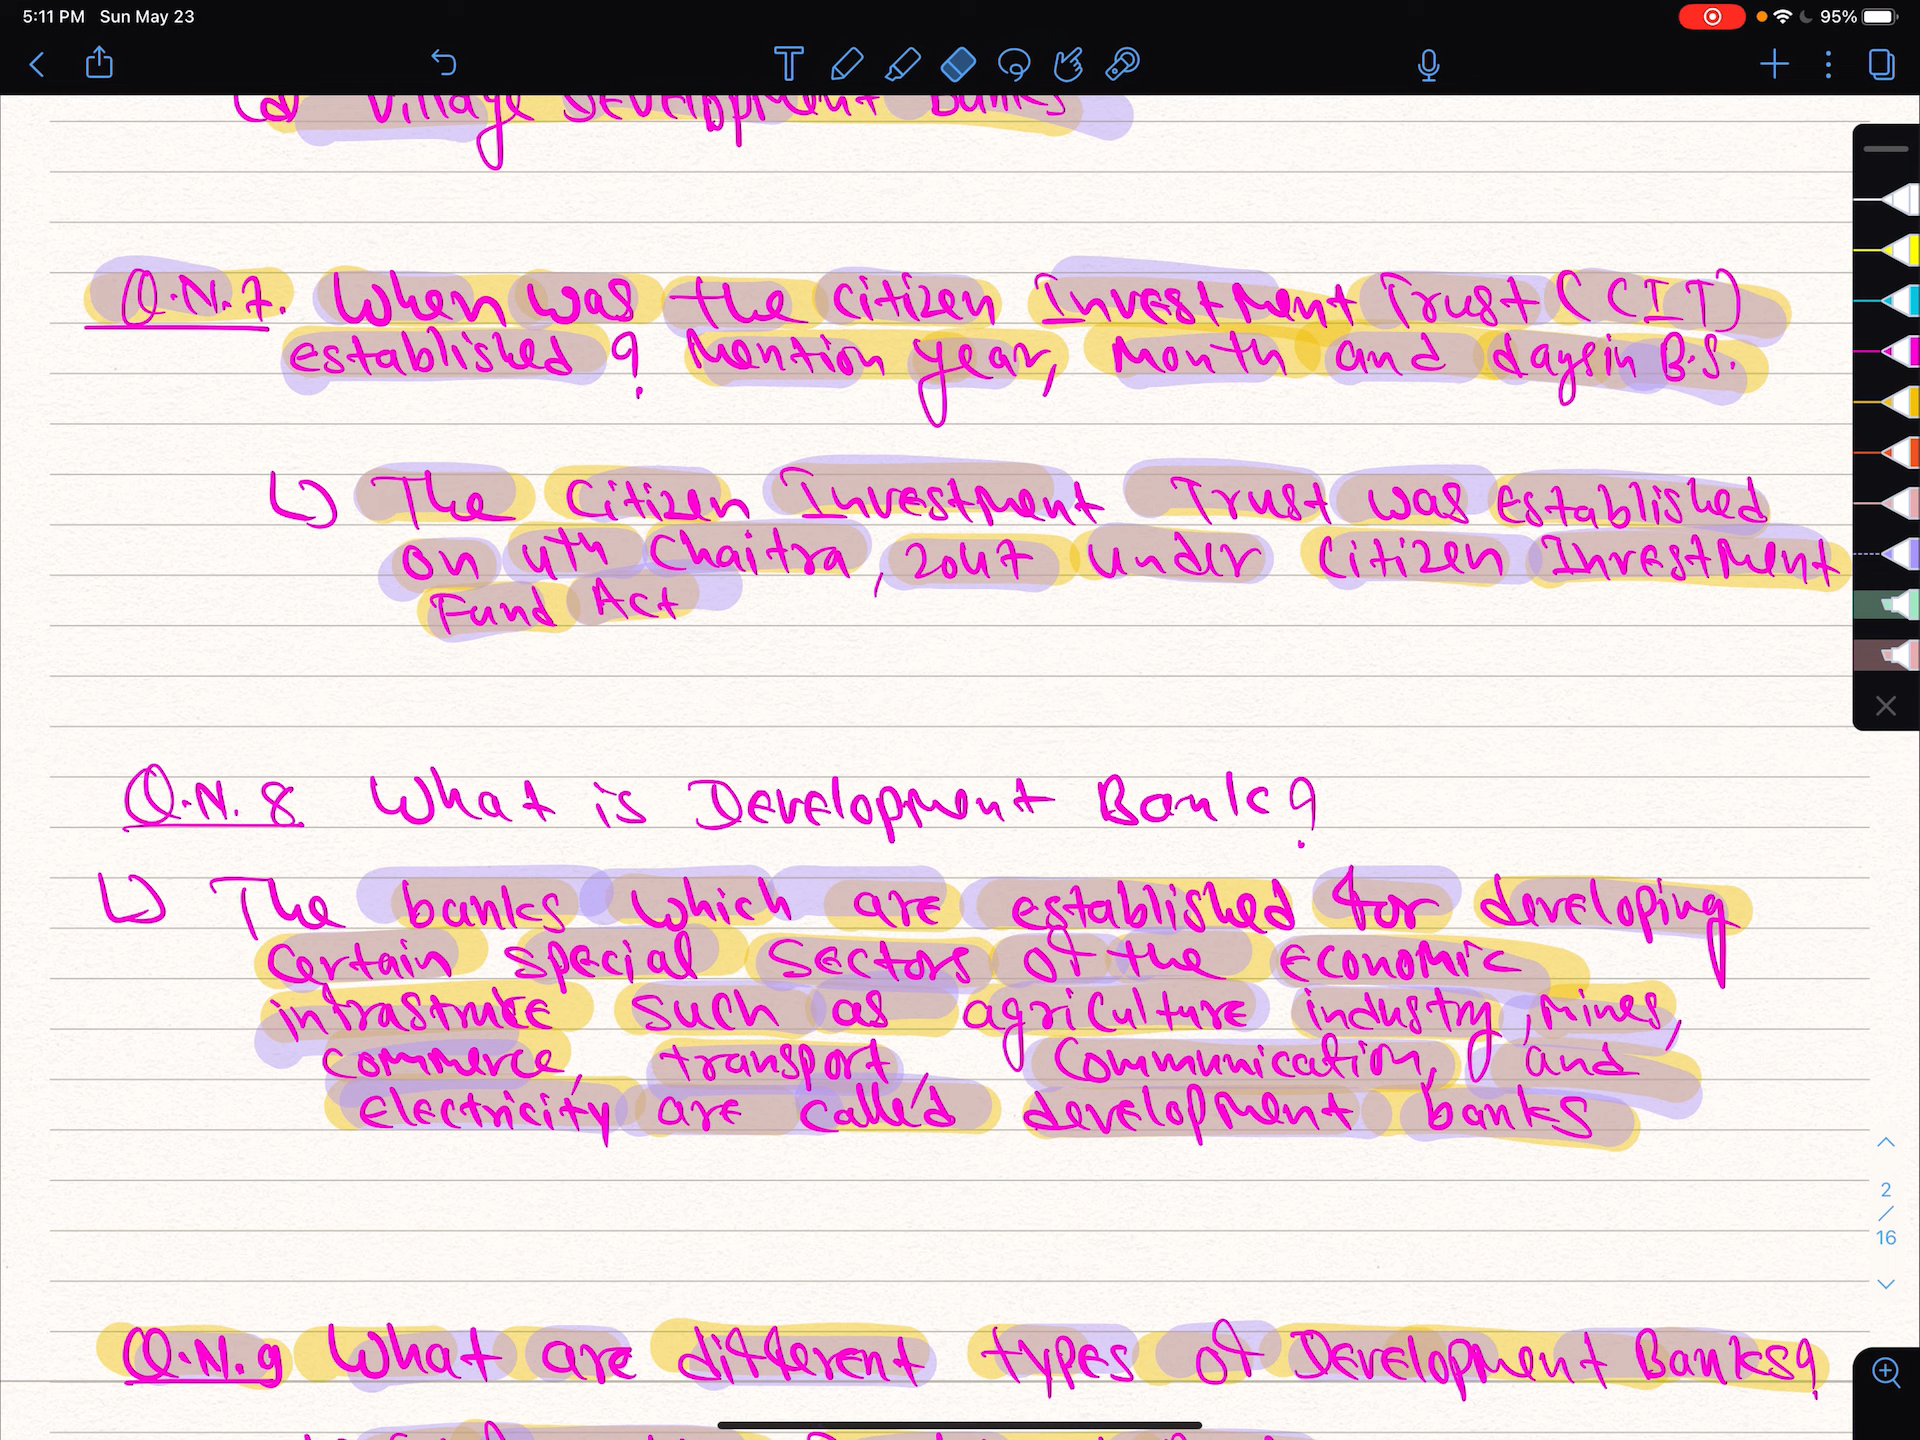 5:11 PM Sun May 23
95%
Village Development Banks
Q.N.7. When was the citizen Investment Trust (CIT)
established? Mention year, Month and days in B.S.
The Citizen Investment Trust was established
on 4th Chaitra, 2047 under Citizen Investment
Fund Act
Q.N. 8 What is Development Bank?
The banks which are established for developing
Certain special Sectors of the economic
such as agriculture industry, mines,
commerce, transport, Communication, and
electricity are called development banks
2
/
16
Q.N.9 What are different types of Development Banks?